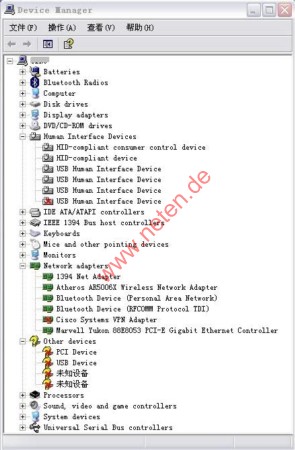 Device Manager
文件(F) 操作(A) 查看(V) 帮助(H)
Batteries
Bluetooth Radios
Computer
Disk drives
Display adapters
DVD/CD-ROM drives
Human Interface Devices
HID-compliant consumer control device
HID-compliant device
USB Human Interface Device
USB Human Interface Device
USB Human Interface Device
USB Human Interface Device
IDE ATA/ATAPI controllers
IEEE 1394 Bus host controllers
Keyboards
Mice and other pointing devices
Monitors
Network adapters
1394 Net Adapter
Atheros AR5006X Wireless Network Adapter
Bluetooth Device (Personal Area Network)
Bluetooth Device (RFCOMM Protocol TDI)
Cisco Systems VPN Adapter
Marvell Yukon 88E8053 PCI-E Gigabit Ethernet Controller
Other devices
PCI Device
USB Device
未知设备
未知设备
Processors
Sound, video and game controllers
System devices
Universal Serial Bus controllers
www.neten.de